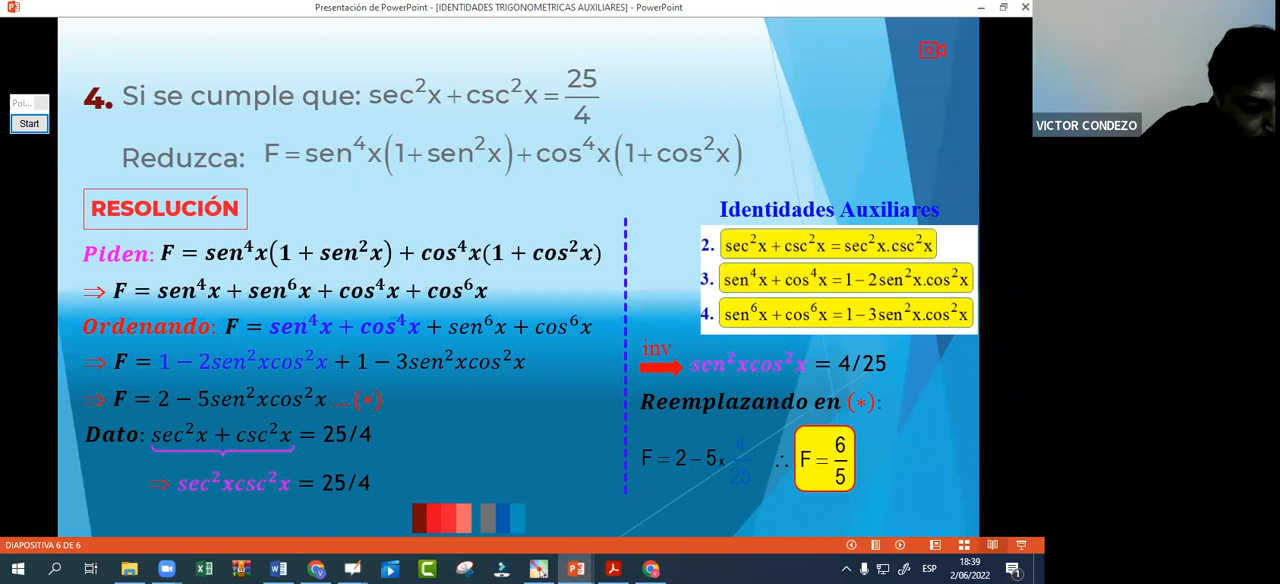 Presentación de PowerPoint - [IDENTIDADES TRIGONOMETRICAS AUXILIARES] - PowerPoint
Poi...
Start
4. Si se cumple que: sec²x + csc²x = 25/4
Reduzca: F = sen⁴x(1 + sen²x) + cos⁴x(1 + cos²x)
RESOLUCIÓN
Piden: F = sen⁴x(1 + sen²x) + cos⁴x(1 + cos²x)
⇒ F = sen⁴x + sen⁶x + cos⁴x + cos⁶x
Ordenando: F = sen⁴x + cos⁴x + sen⁶x + cos⁶x
⇒ F = 1 − 2sen²xcos²x + 1 − 3sen²xcos²x
⇒ F = 2 − 5sen²xcos²x ... (*)
Dato: sec²x + csc²x = 25/4
⇒ sec²xcsc²x = 25/4
Identidades Auxiliares
2. sec²x + csc²x = sec²x.csc²x
3. sen⁴x + cos⁴x = 1 − 2sen²x.cos²x
4. sen⁶x + cos⁶x = 1 − 3sen²x.cos²x
inv
sen²xcos²x = 4/25
Reemplazando en (*):
F = 2 − 5x 4/25 ∴ F = 6/5
VICTOR CONDEZO
DIAPOSITIVA 6 DE 6
ESP
18:39
2/06/2022
1